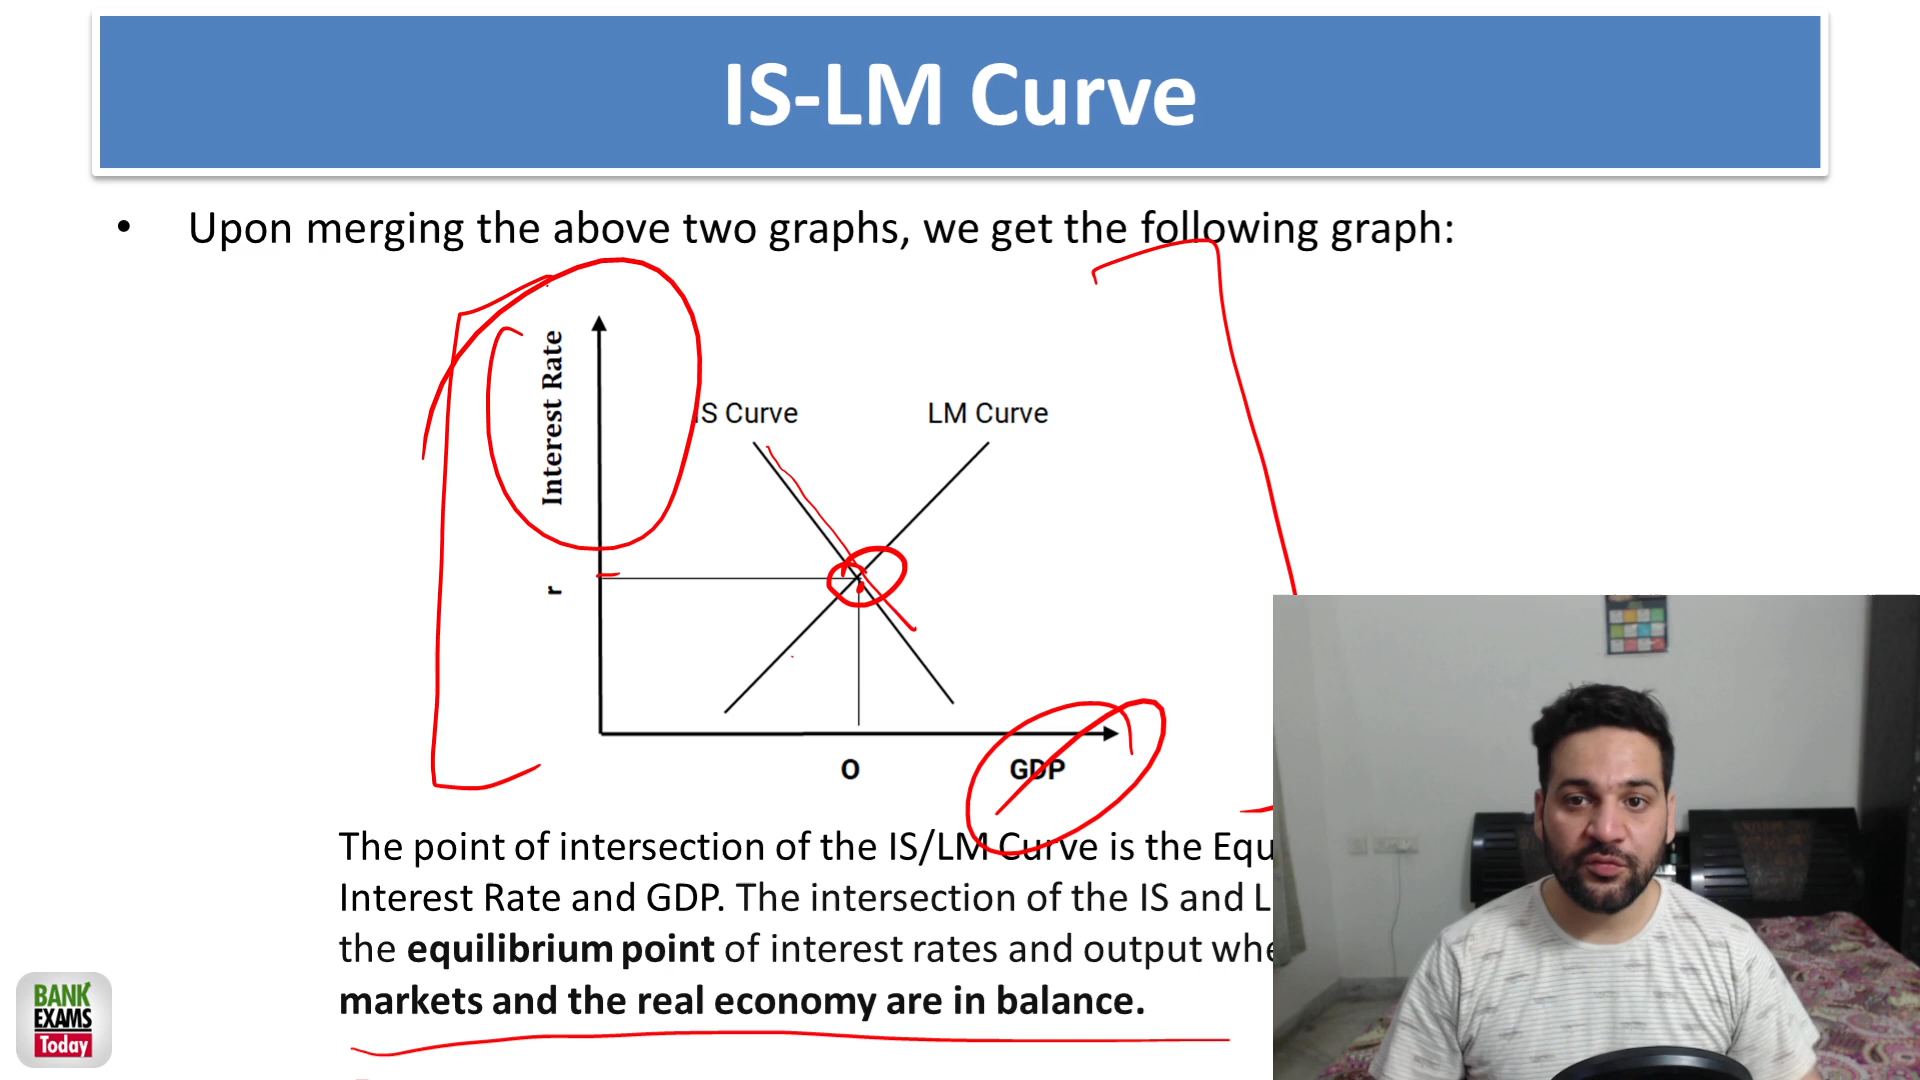 IS-LM Curve
• Upon merging the above two graphs, we get the following graph:
Interest Rate
IS Curve
LM Curve
r
O
GDP
The point of intersection of the IS/LM Curve is the Equ
Interest Rate and GDP. The intersection of the IS and L
the equilibrium point of interest rates and output whe
markets and the real economy are in balance.
BANK
EXAMS
Today